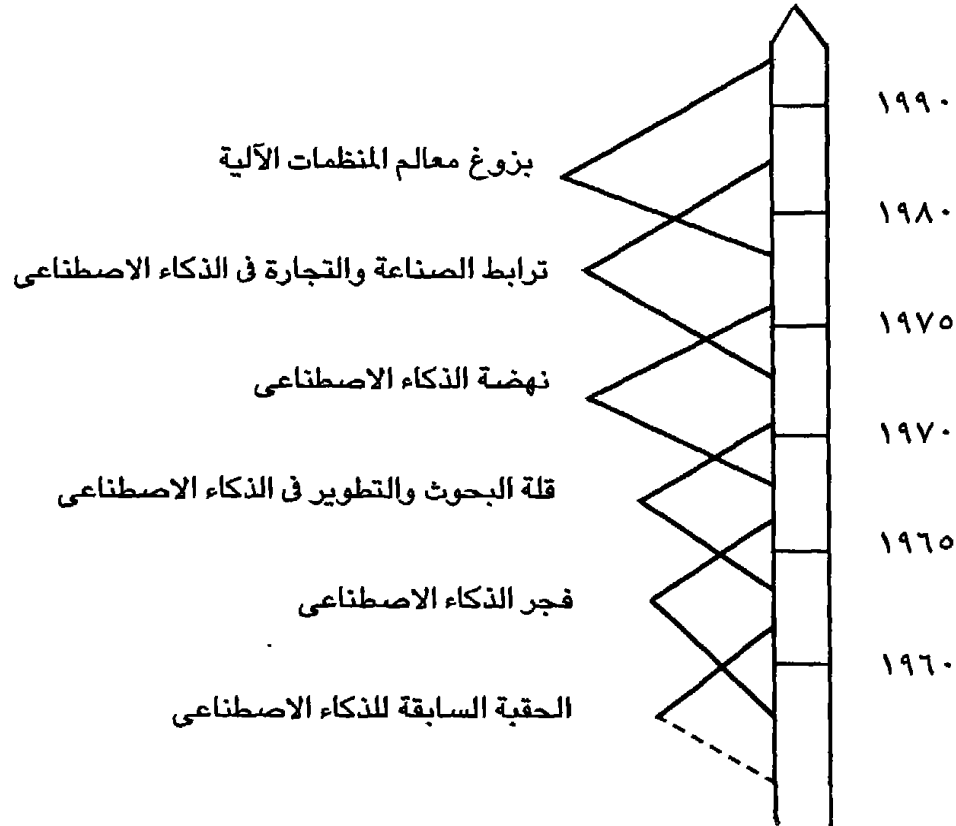 ١٩٩٠
بزوغ معالم المنظمات الآلية
١٩٨٠
ترابط الصناعة والتجارة فى الذكاء الاصطناعى
١٩٧٥
نهضة الذكاء الاصطناعى
١٩٧٠
قلة البحوث والتطوير فى الذكاء الاصطناعى
١٩٦٥
فجر الذكاء الاصطناعى
١٩٦٠
الحقبة السابقة للذكاء الاصطناعى